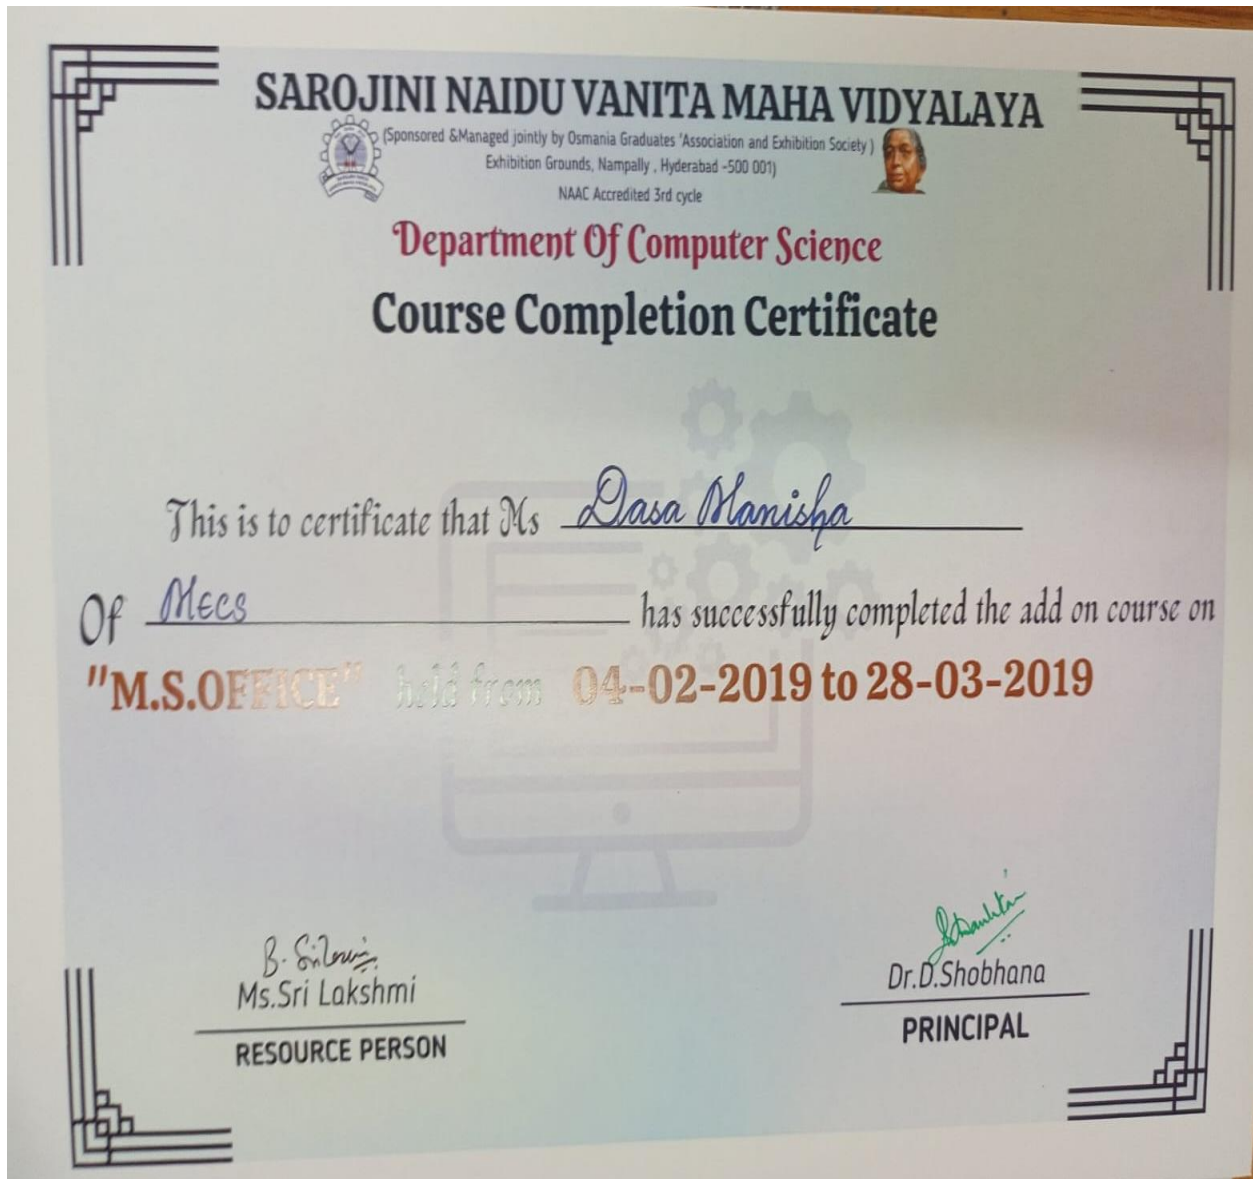 SAROJINI NAIDU VANITA MAHA VIDYALAYA
(Sponsored &Managed jointly by Osmania Graduates 'Association and Exhibition Society )
Exhibition Grounds, Nampally , Hyderabad -500 001)
NAAC Accredited 3rd cycle
Department Of Computer Science
Course Completion Certificate
This is to certificate that Ms Dasa Manisha
Of MECS has successfully completed the add on course on
"M.S.OFFICE" held from 04-02-2019 to 28-03-2019
Ms.Sri Lakshmi
RESOURCE PERSON
Dr.D.Shobhana
PRINCIPAL